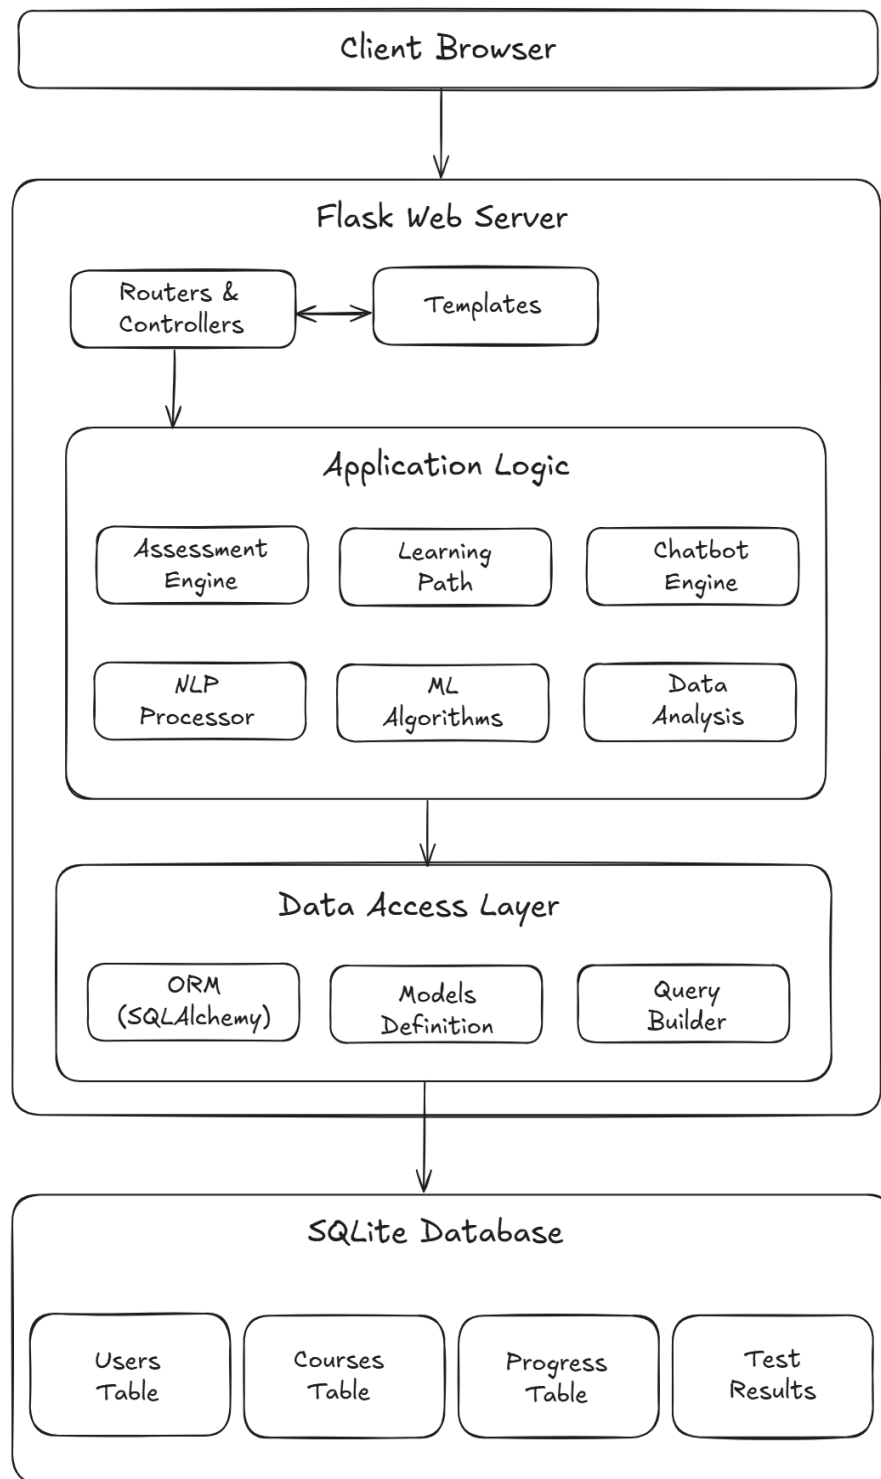 Client Browser
Flask Web Server
Routers &
Controllers
Templates
Application Logic
Assessment
Engine
Learning
Path
Chatbot
Engine
NLP
Processor
ML
Algorithms
Data
Analysis
Data Access Layer
ORM
(SQLAlchemy)
Models
Definition
Query
Builder
SQLite Database
Users
Table
Courses
Table
Progress
Table
Test
Results